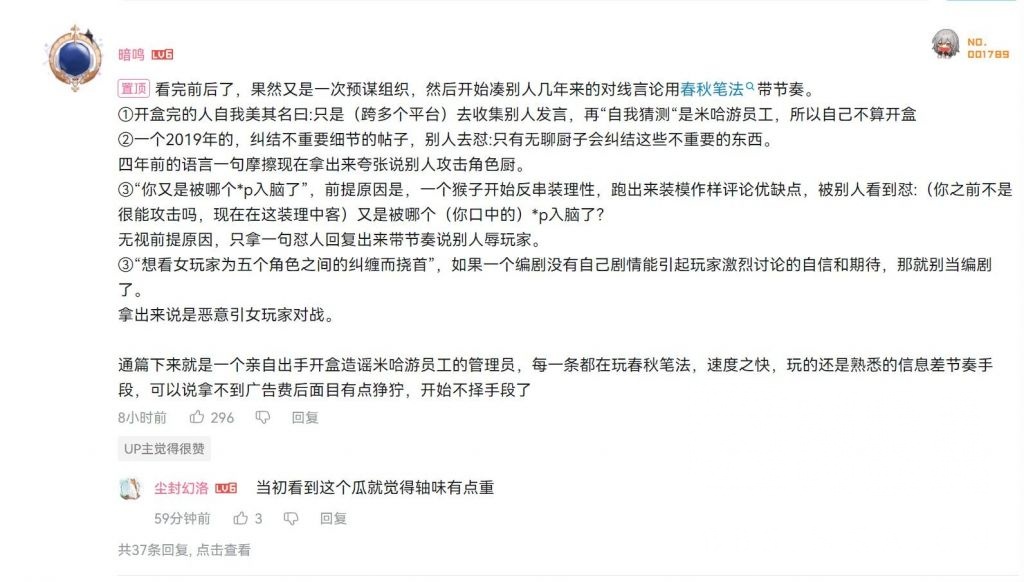 暗鸣 LV6
NO.
001789
置顶 看完前后了，果然又是一次预谋组织，然后开始凑别人几年来的对线言论用春秋笔法带节奏。
①开盒完的人自我美其名曰:只是（跨多个平台）去收集别人发言，再“自我猜测“是米哈游员工，所以自己不算开盒
②一个2019年的，纠结不重要细节的帖子，别人去怼:只有无聊厨子会纠结这些不重要的东西。
四年前的语言一句摩擦现在拿出来夸张说别人攻击角色厨。
③“你又是被哪个*p入脑了”，前提原因是，一个猴子开始反串装理性，跑出来装模作样评论优缺点，被别人看到怼:（你之前不是
很能攻击吗，现在在这装理中客）又是被哪个（你口中的）*p入脑了?
无视前提原因，只拿一句怼人回复出来带节奏说别人辱玩家。
③“想看女玩家为五个角色之间的纠缠而挠首”，如果一个编剧没有自己剧情能引起玩家激烈讨论的自信和期待，那就别当编剧
了。
拿出来说是恶意引女玩家对战。
通篇下来就是一个亲自出手开盒造谣米哈游员工的管理员，每一条都在玩春秋笔法，速度之快，玩的还是熟悉的信息差节奏手
段，可以说拿不到广告费后面目有点狰狞，开始不择手段了
8小时前 296 回复
UP主觉得很赞
尘封幻洛 LV6 当初看到这个瓜就觉得轴味有点重
59分钟前 3 回复
共37条回复, 点击查看